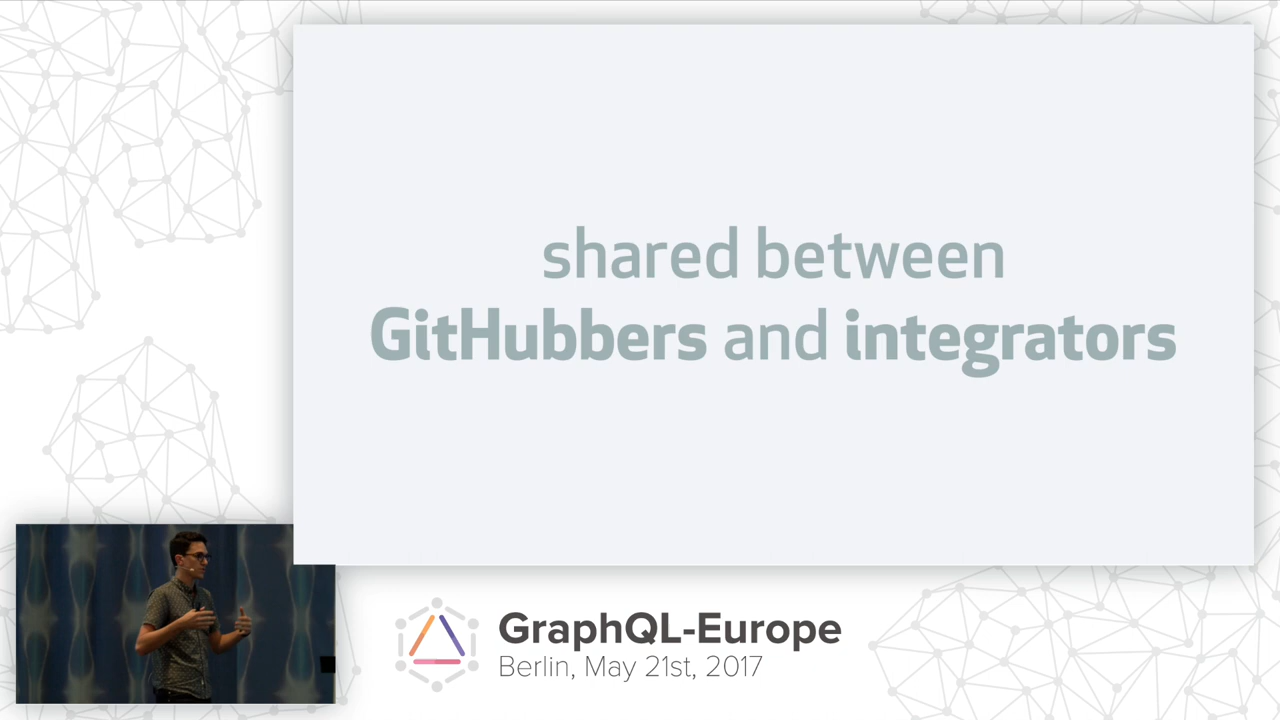 shared between
GitHubbers and integrators
GraphQL-Europe
Berlin, May 21st, 2017